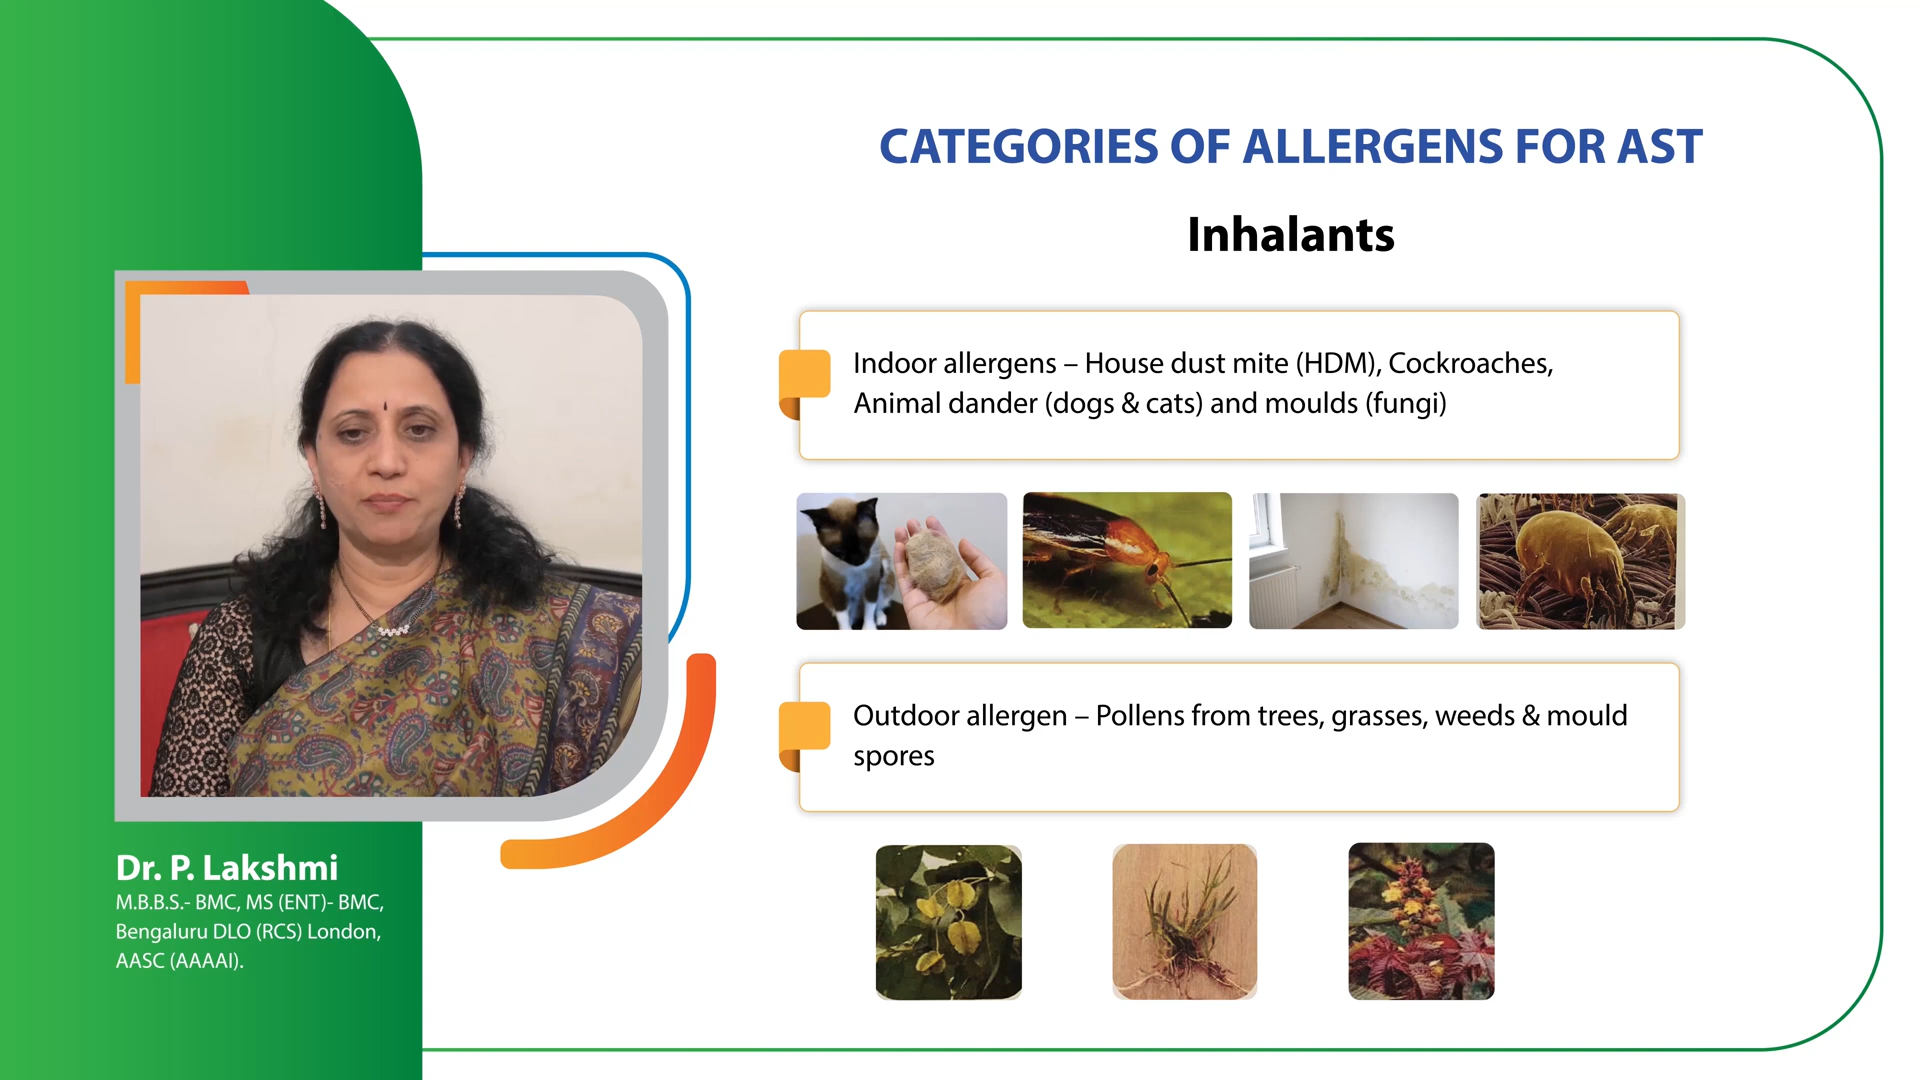 CATEGORIES OF ALLERGENS FOR AST
Inhalants
Indoor allergens – House dust mite (HDM), Cockroaches,
Animal dander (dogs & cats) and moulds (fungi)
Outdoor allergen – Pollens from trees, grasses, weeds & mould
spores
Dr. P. Lakshmi
M.B.B.S.- BMC, MS (ENT)- BMC,
Bengaluru DLO (RCS) London,
AASC (AAAAI).